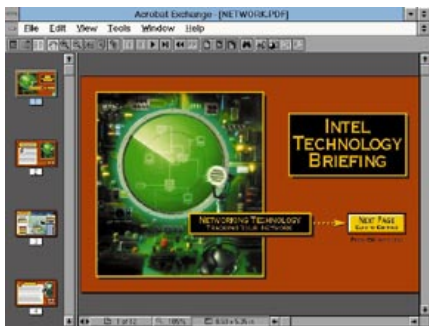 Acrobat Exchange - [NETWORK.PDF]
File Edit View Tools Window Help
INTEL
TECHNOLOGY
BRIEFING
NETWORKING TECHNOLOGY
TRACKING YOUR NETWORK
NEXT PAGE
1 of 12
100%